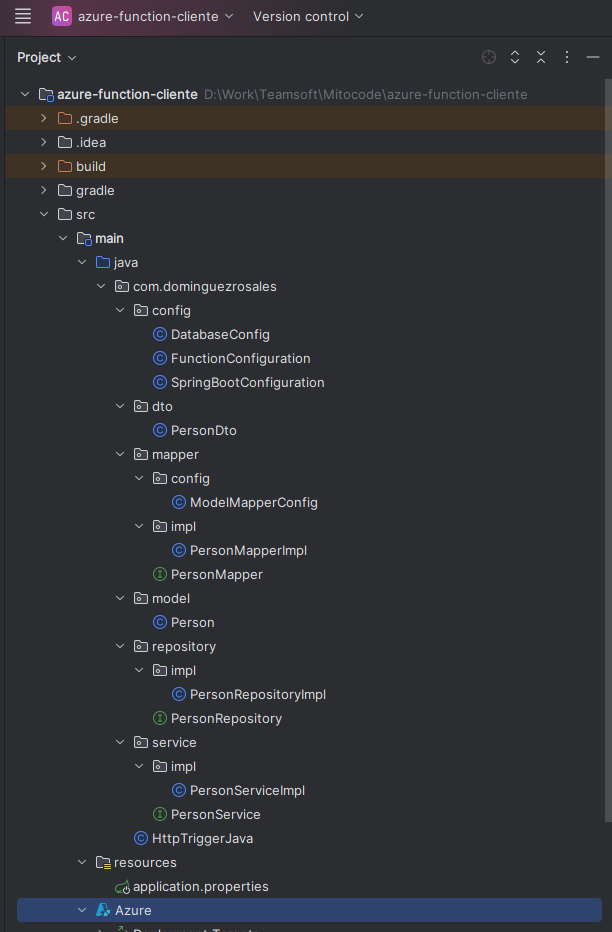 AC azure-function-cliente Version control
Project
azure-function-cliente D:\Work\Teamsoft\Mitocode\azure-function-cliente
.gradle
.idea
build
gradle
src
main
java
com.dominguezrosales
config
C DatabaseConfig
C FunctionConfiguration
C SpringBootConfiguration
dto
C PersonDto
mapper
config
C ModelMapperConfig
impl
C PersonMapperImpl
I PersonMapper
model
C Person
repository
impl
C PersonRepositoryImpl
I PersonRepository
service
impl
C PersonServiceImpl
I PersonService
C HttpTriggerJava
resources
application.properties
Azure